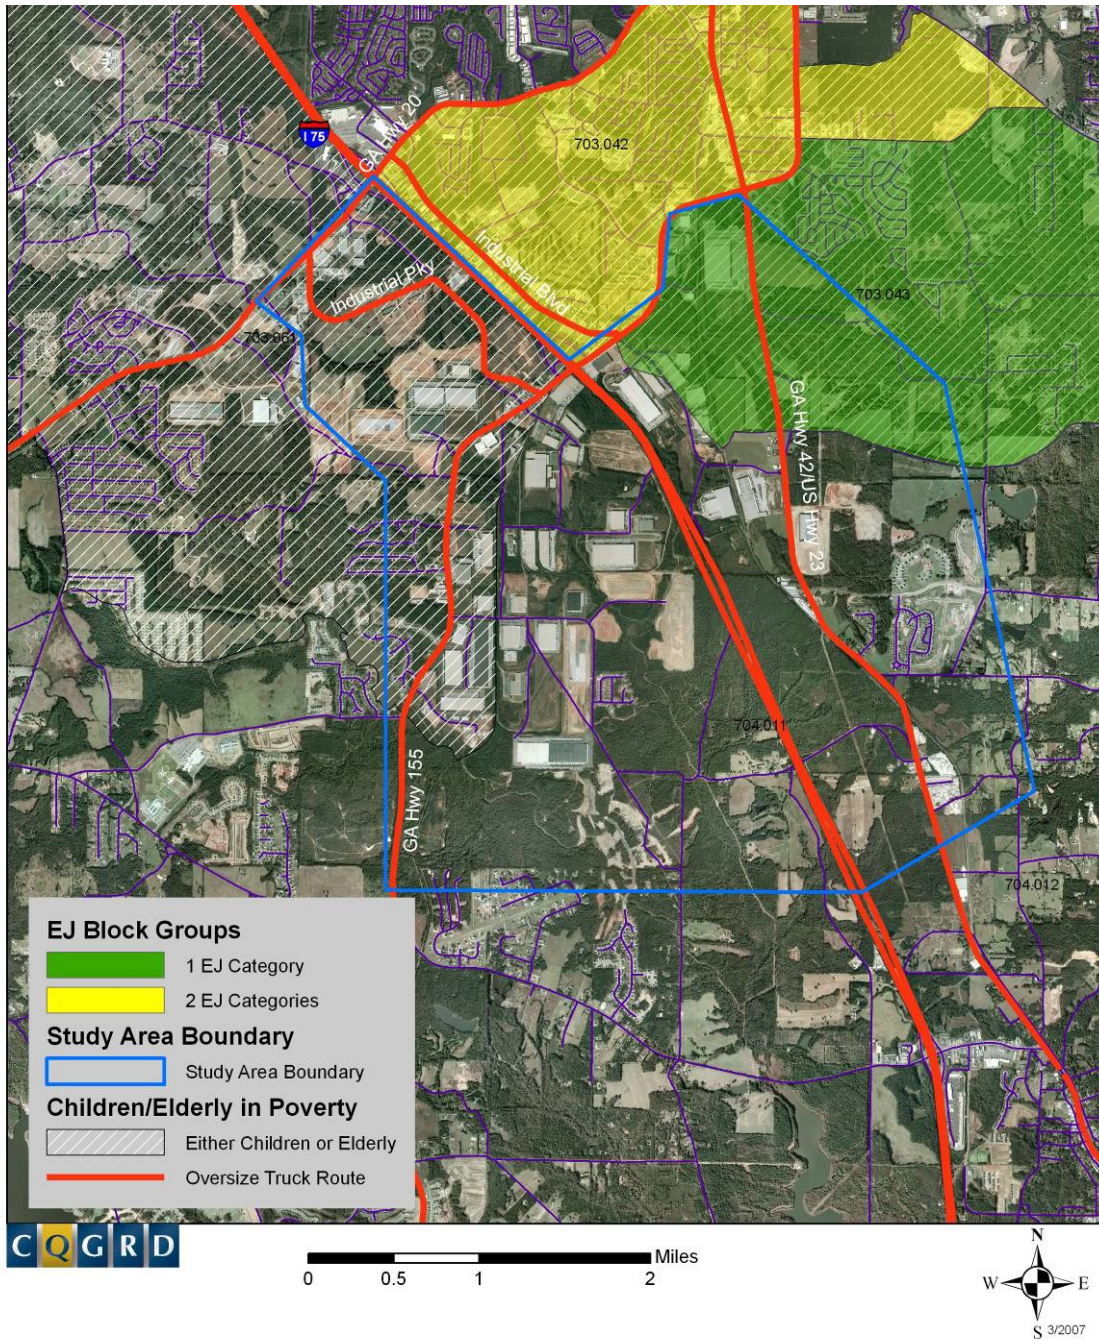 GA Hwy 20
I 75
703.042
Industrial Blvd
Industrial Pky
703.043
703.061
GA Hwy 42/US Hwy 23
704.011
GA Hwy 155
704.012
EJ Block Groups
1 EJ Category
2 EJ Categories
Study Area Boundary
Study Area Boundary
Children/Elderly in Poverty
Either Children or Elderly
Oversize Truck Route
CQGRD
Miles
0 0.5 1 2
N
W E
S
3/2007